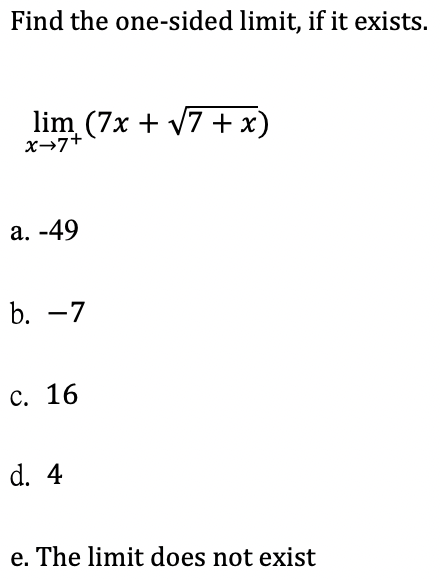 Find the one-sided limit, if it exists.
lim (7x + √7 + x)
x→7⁺
a. -49
b. −7
c. 16
d. 4
e. The limit does not exist